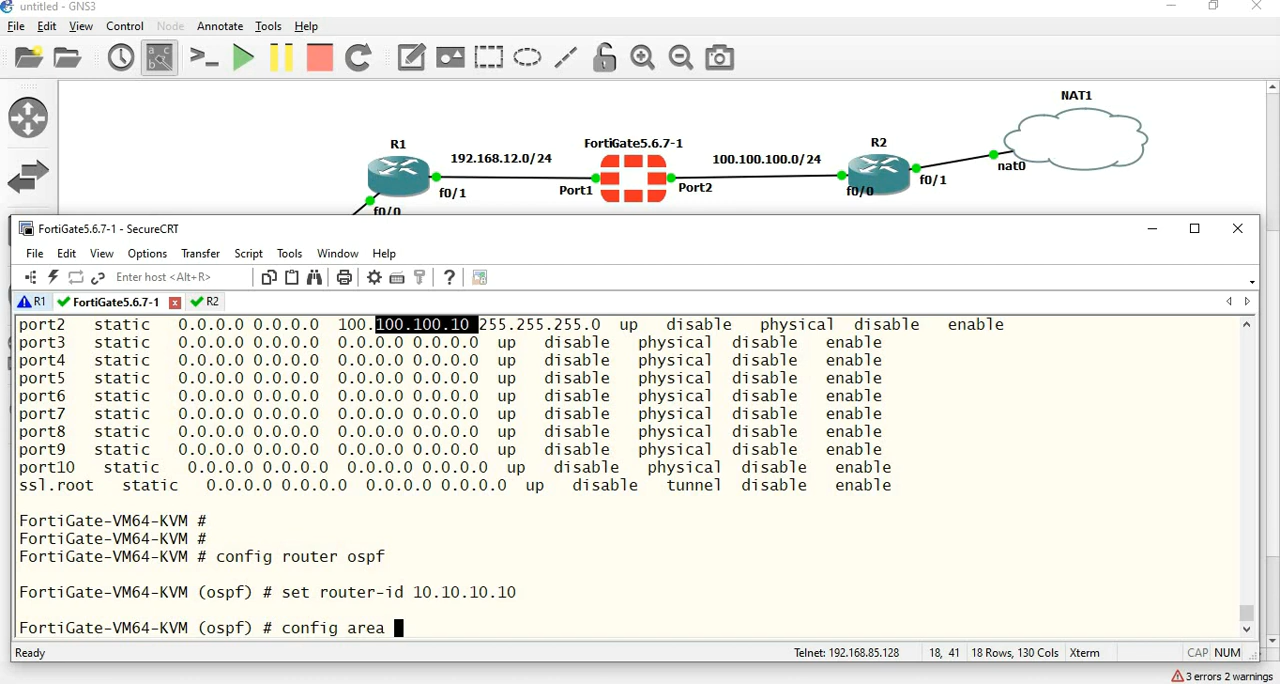 untitled - GNS3
File Edit View Control Node Annotate Tools Help
NAT1
R1 192.168.12.0/24 FortiGate5.6.7-1 100.100.100.0/24 R2
f0/1 Port1 Port2 f0/0 f0/1 nat0
f0/0
FortiGate5.6.7-1 - SecureCRT
File Edit View Options Transfer Script Tools Window Help
Enter host <Alt+R>
R1 FortiGate5.6.7-1 R2
port2 static 0.0.0.0 0.0.0.0 100.100.100.10 255.255.255.0 up disable physical disable enable
port3 static 0.0.0.0 0.0.0.0 0.0.0.0 0.0.0.0 up disable physical disable enable
port4 static 0.0.0.0 0.0.0.0 0.0.0.0 0.0.0.0 up disable physical disable enable
port5 static 0.0.0.0 0.0.0.0 0.0.0.0 0.0.0.0 up disable physical disable enable
port6 static 0.0.0.0 0.0.0.0 0.0.0.0 0.0.0.0 up disable physical disable enable
port7 static 0.0.0.0 0.0.0.0 0.0.0.0 0.0.0.0 up disable physical disable enable
port8 static 0.0.0.0 0.0.0.0 0.0.0.0 0.0.0.0 up disable physical disable enable
port9 static 0.0.0.0 0.0.0.0 0.0.0.0 0.0.0.0 up disable physical disable enable
port10 static 0.0.0.0 0.0.0.0 0.0.0.0 0.0.0.0 up disable physical disable enable
ssl.root static 0.0.0.0 0.0.0.0 0.0.0.0 0.0.0.0 up disable tunnel disable enable
FortiGate-VM64-KVM #
FortiGate-VM64-KVM #
FortiGate-VM64-KVM # config router ospf
FortiGate-VM64-KVM (ospf) # set router-id 10.10.10.10
FortiGate-VM64-KVM (ospf) # config area
Ready Telnet: 192.168.85.128 18, 41 18 Rows, 130 Cols Xterm CAP NUM
3 errors 2 warnings